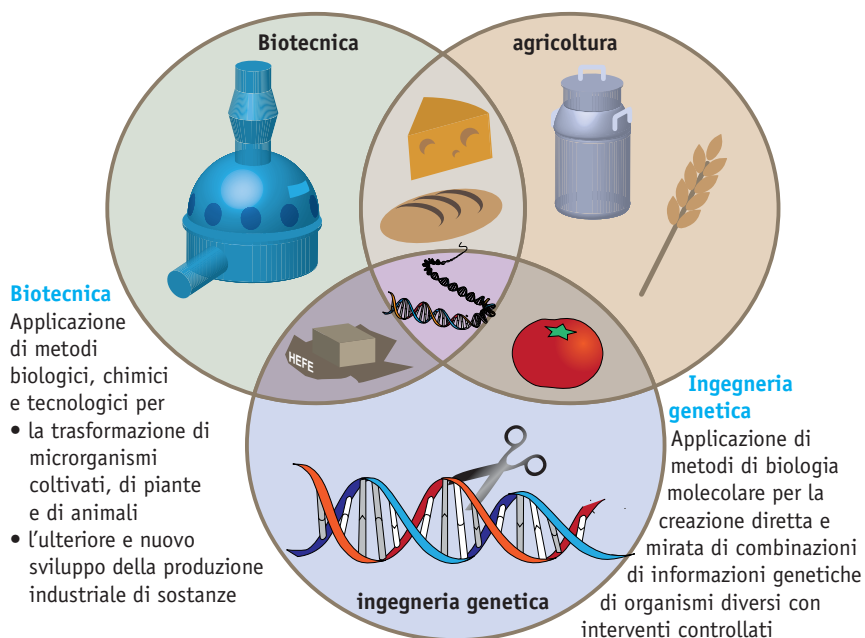 Biotecnica
agricoltura
HEFE
Biotecnica
Applicazione
di metodi
biologici, chimici
e tecnologici per
• la trasformazione di
microrganismi
coltivati, di piante
e di animali
• l’ulteriore e nuovo
sviluppo della produzione
industriale di sostanze
Ingegneria
genetica
Applicazione di
metodi di biologia
molecolare per la
creazione diretta e
mirata di combinazioni
di informazioni genetiche
di organismi diversi con
interventi controllati
ingegneria genetica